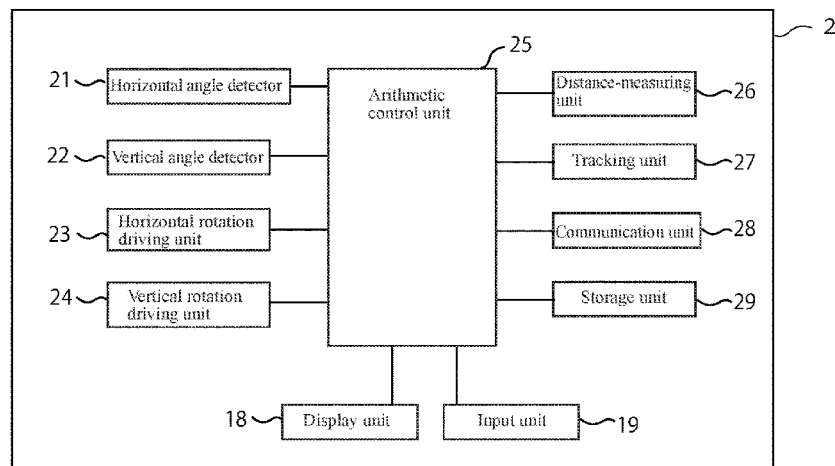 2
25
21
Horizontal angle detector
Arithmetic
control unit
Distance-measuring
unit
26
22
Vertical angle detector
Tracking unit
27
23
Horizontal rotation
driving unit
Communication unit
28
24
Vertical rotation
driving unit
Storage unit
29
18
Display unit
Input unit
19